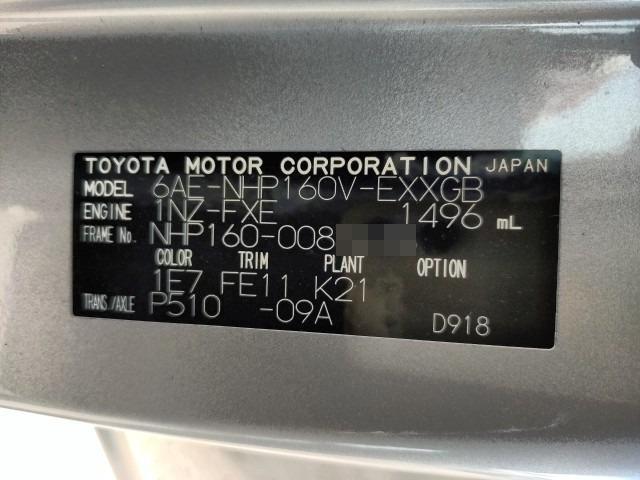 TOYOTA MOTOR CORPORATION JAPAN
MODEL 6AE-NHP160V-EXXGB
ENGINE 1NZ-FXE 1496 mL
FRAME No. NHP160-008
COLOR TRIM PLANT OPTION
1E7 FE11 K21
TRANS/AXLE P510 -09A
D918